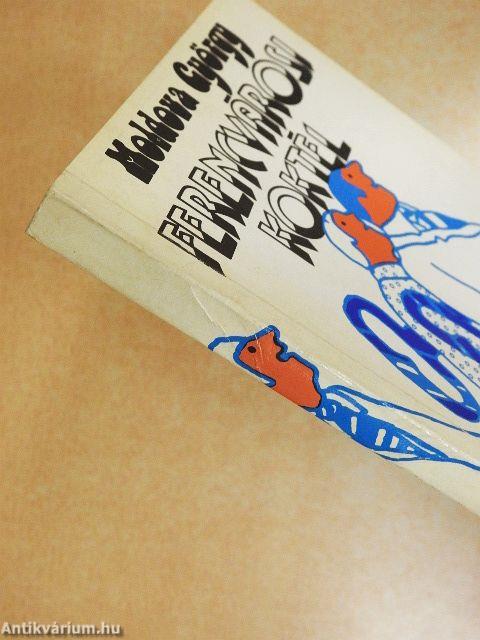 Moldova György
FERENCVÁROSI
KOKTÉL
Antikvárium.hu